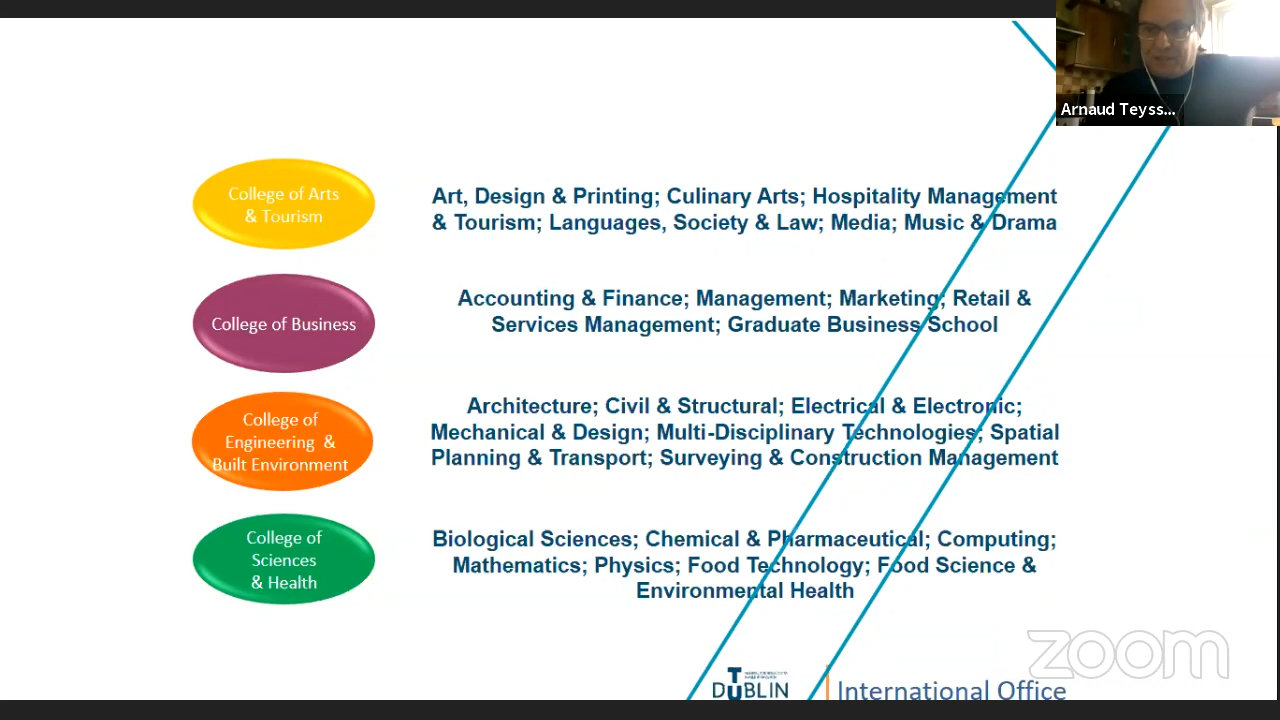 Arnaud Teyss...
College of Arts
& Tourism
Art, Design & Printing; Culinary Arts; Hospitality Management
& Tourism; Languages, Society & Law; Media; Music & Drama
College of Business
Accounting & Finance; Management; Marketing; Retail &
Services Management; Graduate Business School
College of
Engineering &
Built Environment
Architecture; Civil & Structural; Electrical & Electronic;
Mechanical & Design; Multi-Disciplinary Technologies; Spatial
Planning & Transport; Surveying & Construction Management
College of
Sciences
& Health
Biological Sciences; Chemical & Pharmaceutical; Computing;
Mathematics; Physics; Food Technology; Food Science &
Environmental Health
zoom
TU
DUBLIN
International Office